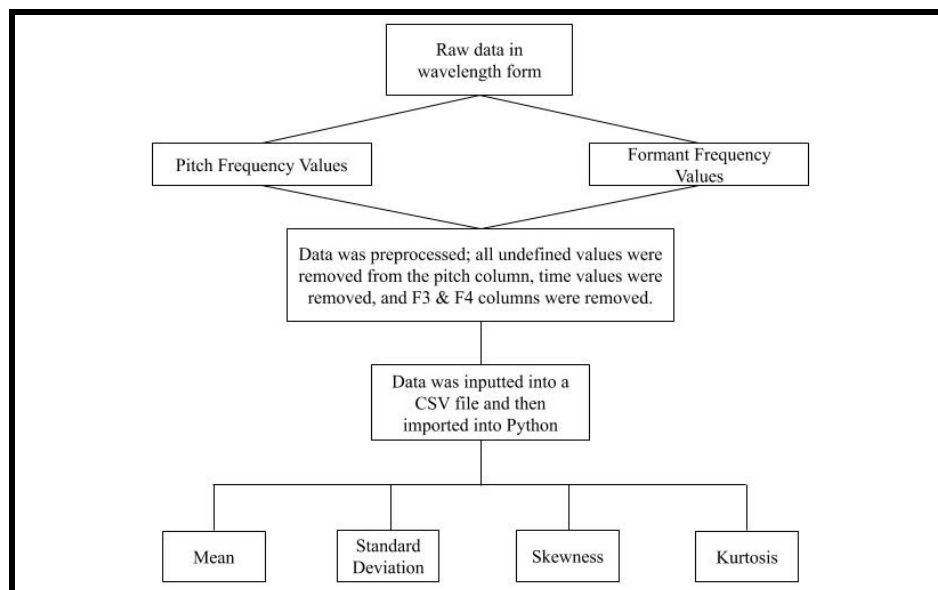 Raw data in
wavelength form
Pitch Frequency Values
Formant Frequency
Values
Data was preprocessed; all undefined values were
removed from the pitch column, time values were
removed, and F3 & F4 columns were removed.
Data was inputted into a
CSV file and then
imported into Python
Mean
Standard
Deviation
Skewness
Kurtosis